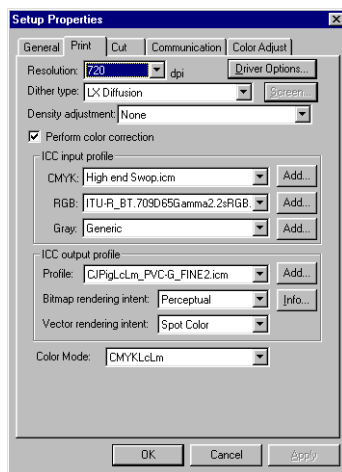 Setup Properties
General Print Cut Communication Color Adjust
Resolution: 720 dpi Driver Options...
Dither type: LX Diffusion Screen...
Density adjustment: None
Perform color correction
ICC input profile
CMYK: High end Swop.icm Add...
RGB: ITU-R_BT.709D65Gamma2.2sRGB. Add...
Gray: Generic Add...
ICC output profile
Profile: CJPigLcLm_PVC-G_FINE2.icm Add...
Bitmap rendering intent: Perceptual Info...
Vector rendering intent: Spot Color
Color Mode: CMYKLcLm
OK Cancel Apply